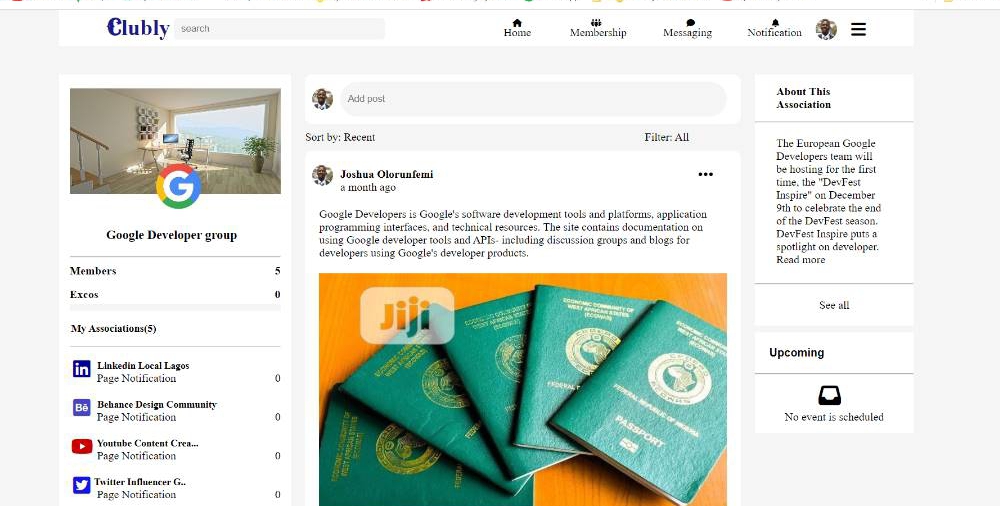 Clubly
search
Home
Membership
Messaging
Notification
Google Developer group
Members 5
Excos 0
My Associations(5)
Linkedin Local Lagos
Page Notification 0
Behance Design Community
Page Notification 0
Youtube Content Crea...
Page Notification 0
Twitter Influencer G..
Page Notification 0
Add post
Sort by: Recent
Filter: All
Joshua Olorunfemi
a month ago
Google Developers is Google's software development tools and platforms, application
programming interfaces, and technical resources. The site contains documentation on
using Google developer tools and APIs- including discussion groups and blogs for
developers using Google's developer products.
Jiji
ECONOMIC COMMUNITY OF
WEST AFRICAN STATES
(ECOWAS)
PASSPORT
About This
Association
The European Google
Developers team will
be hosting for the first
time, the "DevFest
Inspire" on December
9th to celebrate the end
of the DevFest season.
DevFest Inspire puts a
spotlight on developer.
Read more
See all
Upcoming
No event is scheduled